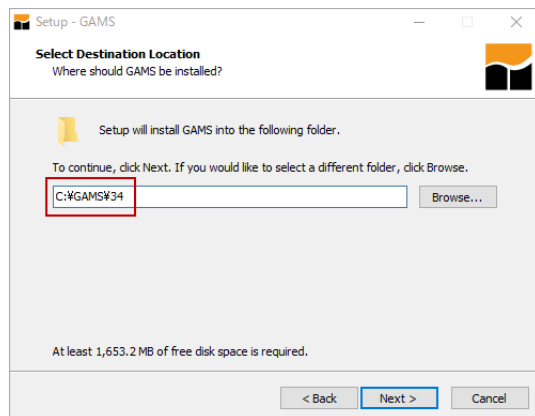 Setup - GAMS
Select Destination Location
Where should GAMS be installed?
Setup will install GAMS into the following folder.
To continue, click Next. If you would like to select a different folder, click Browse.
C:¥GAMS¥34
Browse...
At least 1,653.2 MB of free disk space is required.
< Back
Next >
Cancel